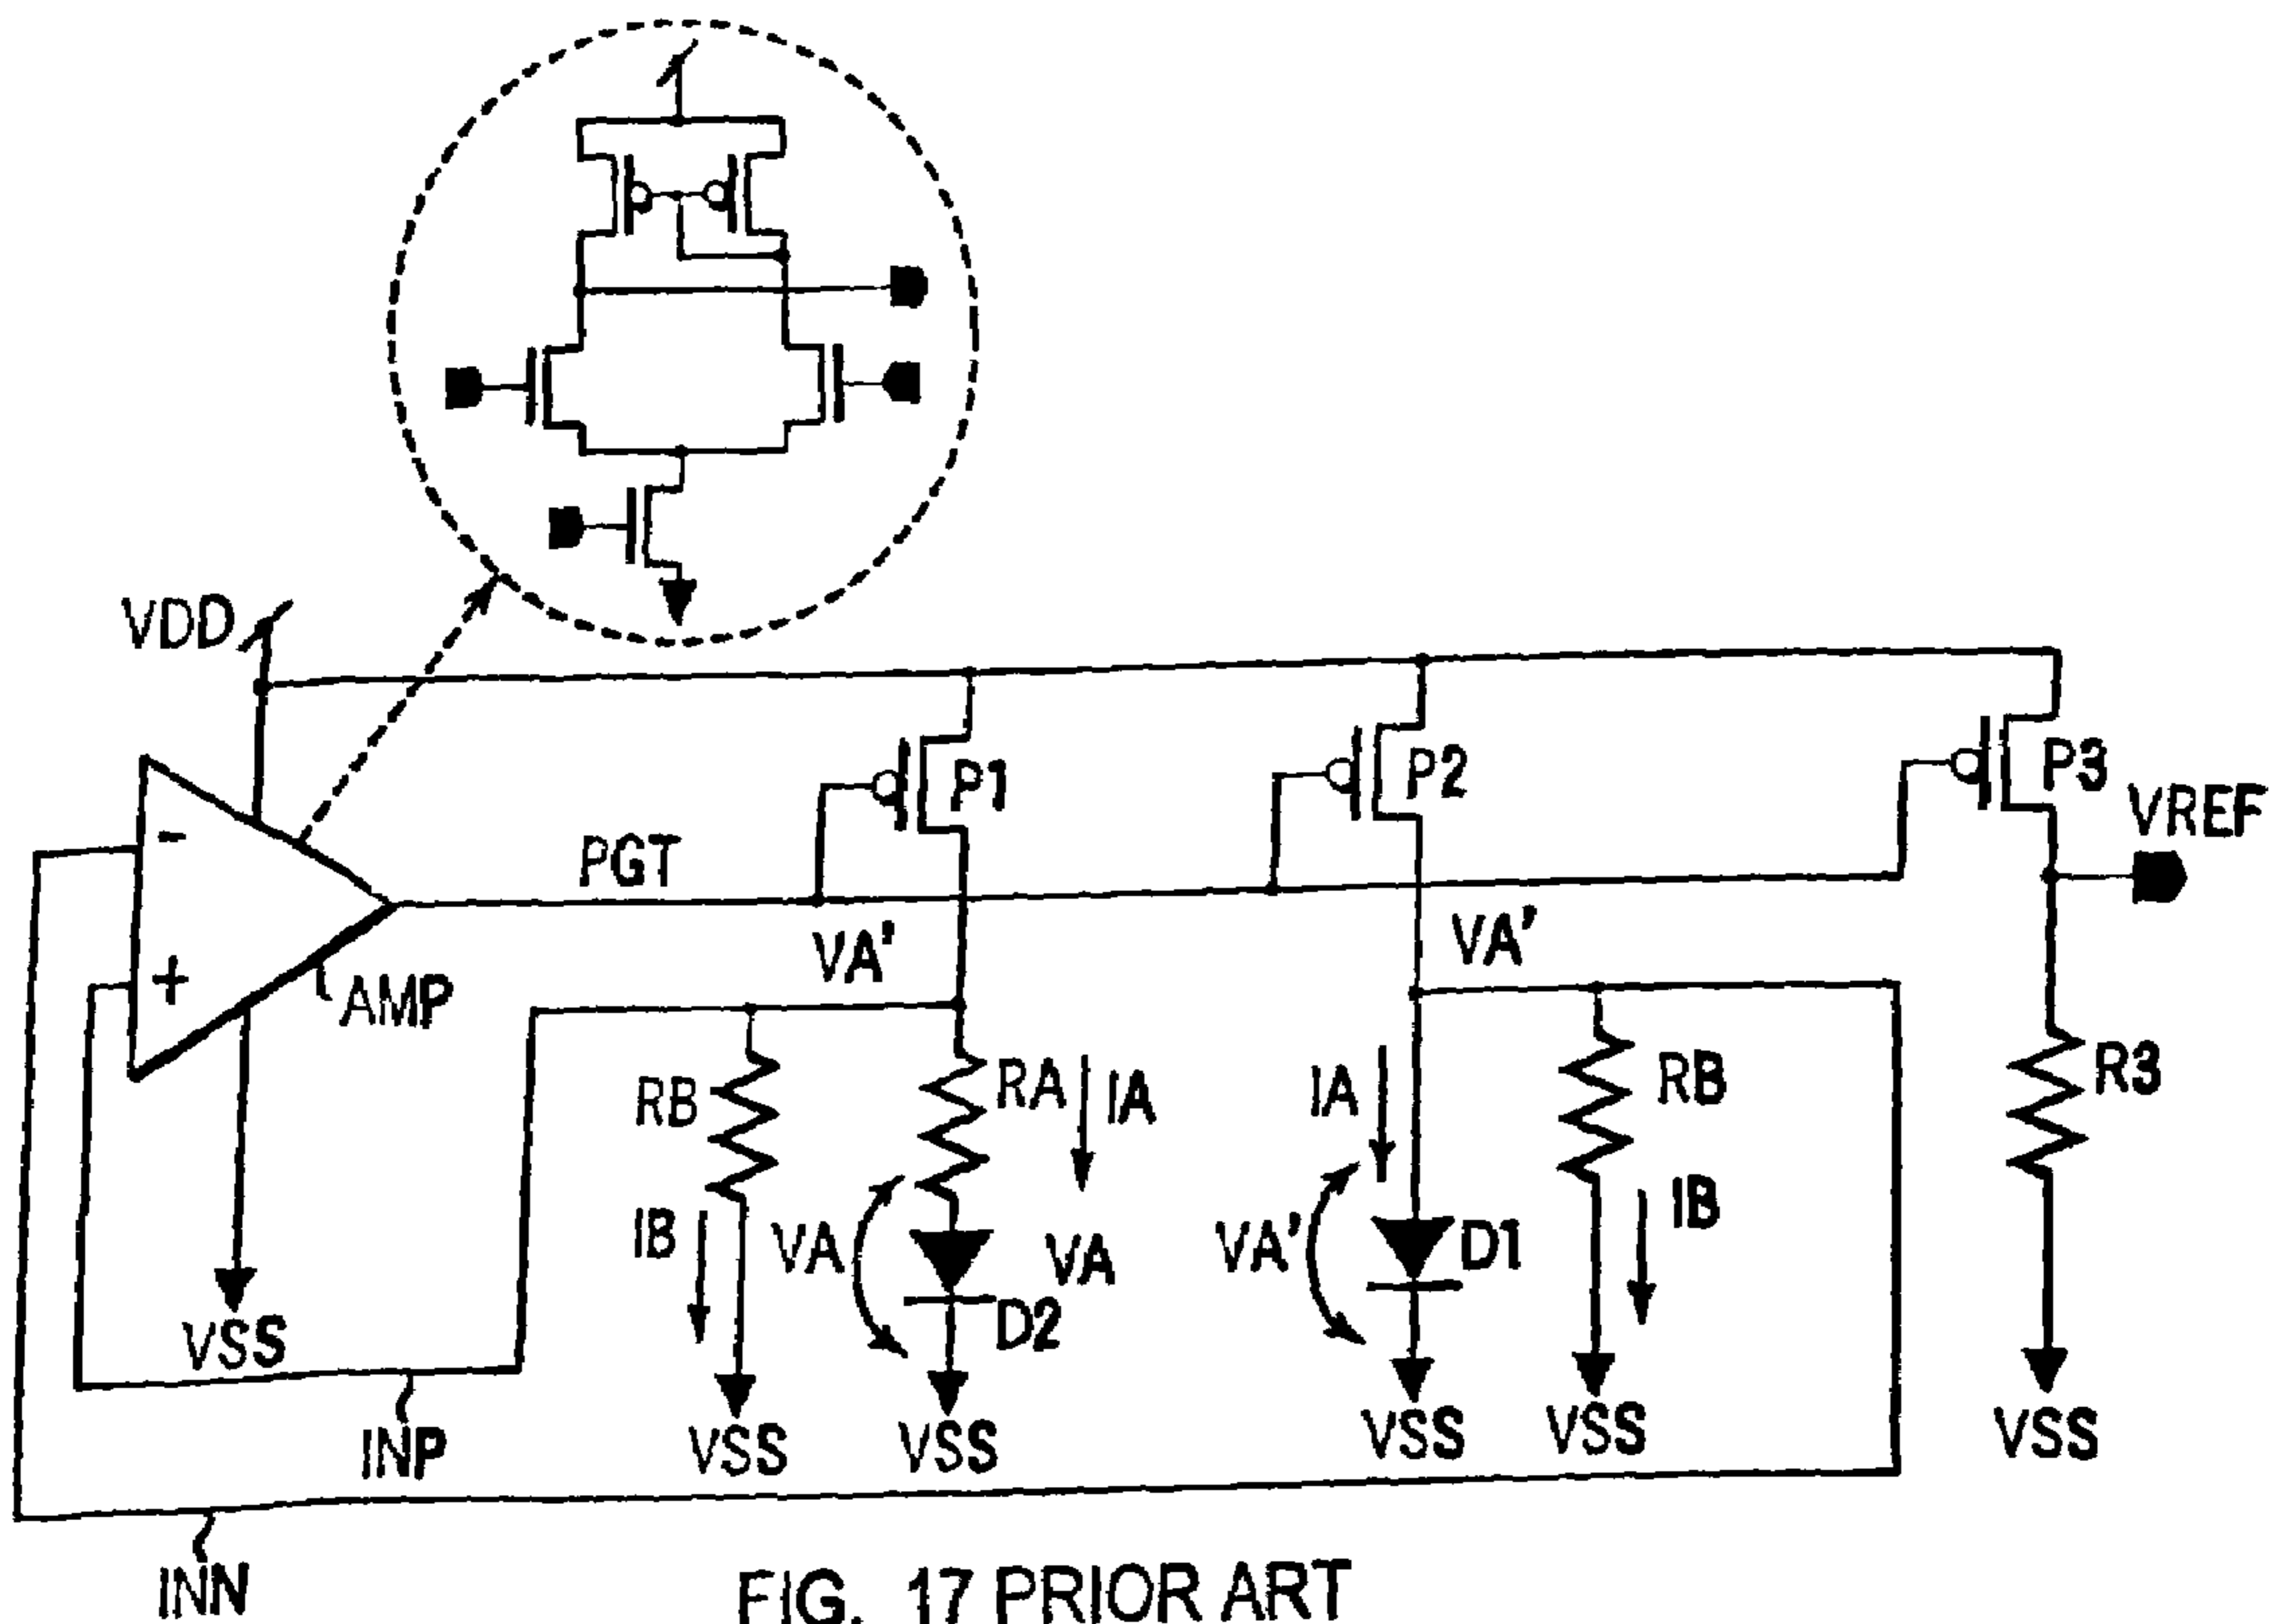 VDD
P1
P2
P3
VREF
-
PGT
VA'
VA'
+
AMP
RB
RA
IA
IA
RB
R3
IB
VA
VA
VA'
D1
IB
D2
VSS
INP
VSS
VSS
VSS
VSS
VSS
INN
FIG. 17 PRIOR ART